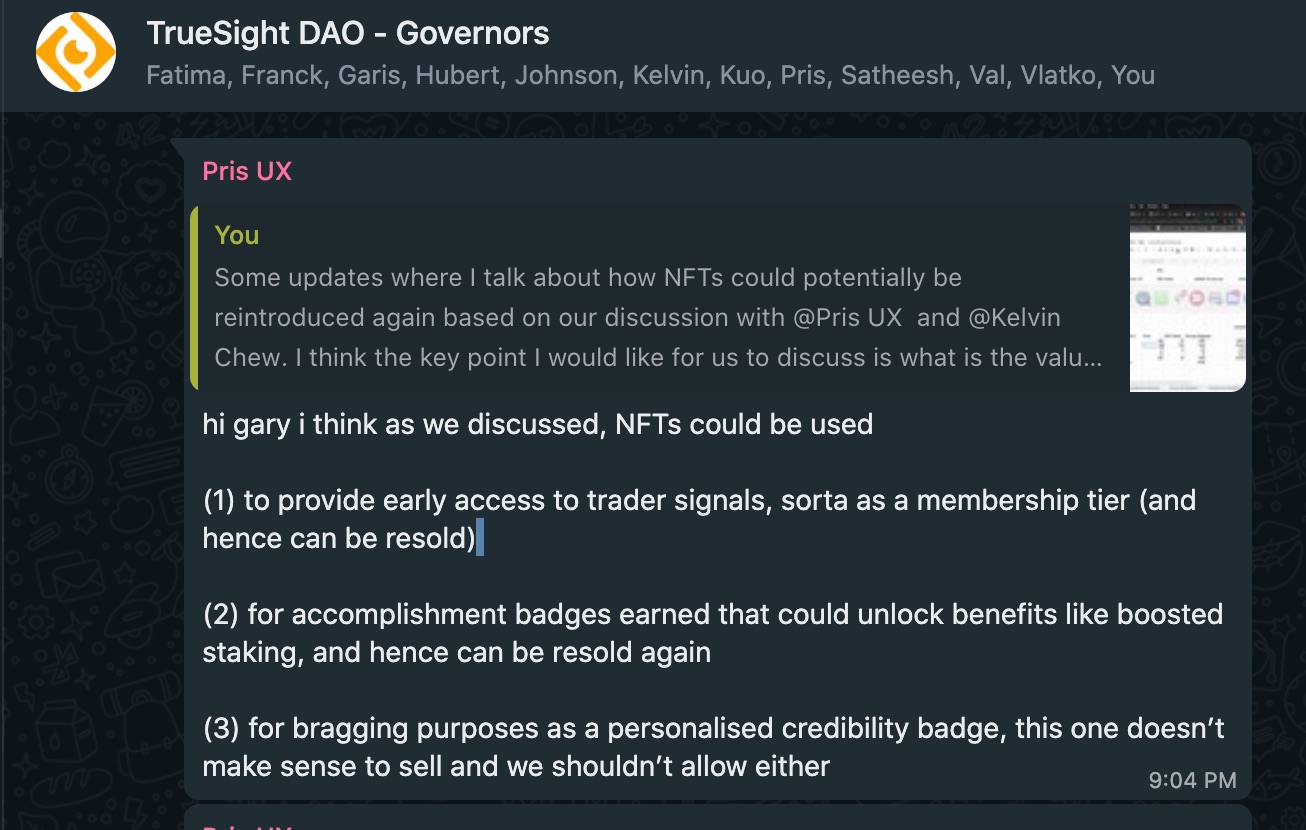 TrueSight DAO - Governors
Fatima, Franck, Garis, Hubert, Johnson, Kelvin, Kuo, Pris, Satheesh, Val, Vlatko, You
Pris UX
You
Some updates where I talk about how NFTs could potentially be
reintroduced again based on our discussion with @Pris UX and @Kelvin
Chew. I think the key point I would like for us to discuss is what is the valu...
hi gary i think as we discussed, NFTs could be used
(1) to provide early access to trader signals, sorta as a membership tier (and
hence can be resold)
(2) for accomplishment badges earned that could unlock benefits like boosted
staking, and hence can be resold again
(3) for bragging purposes as a personalised credibility badge, this one doesn’t
make sense to sell and we shouldn’t allow either
9:04 PM
Pris UX